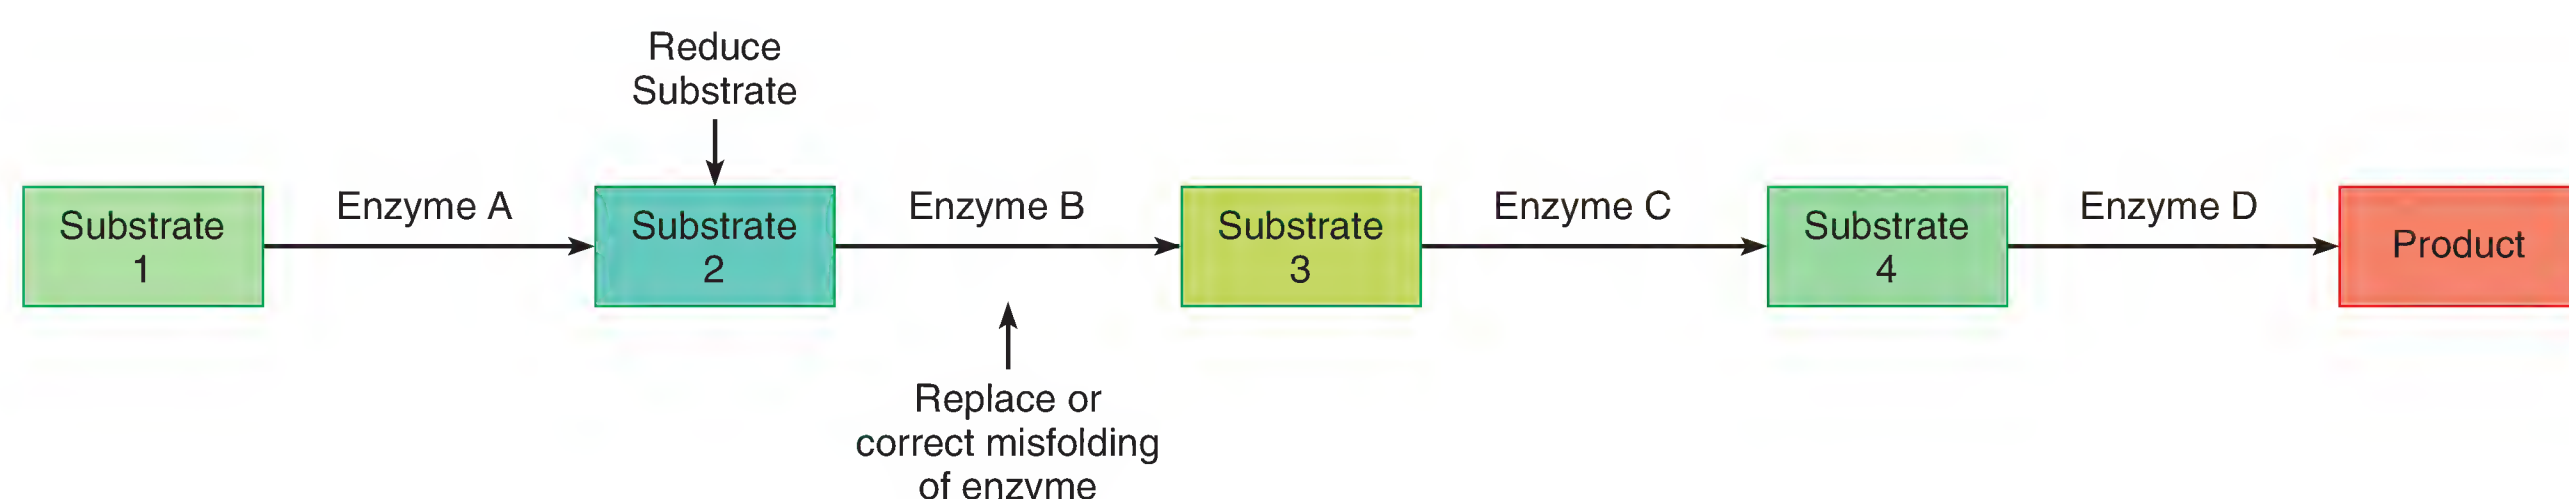 Reduce
Substrate
Substrate
1
Enzyme A
Substrate
2
Enzyme B
Substrate
3
Enzyme C
Substrate
4
Enzyme D
Product
Replace or
correct misfolding
of enzyme